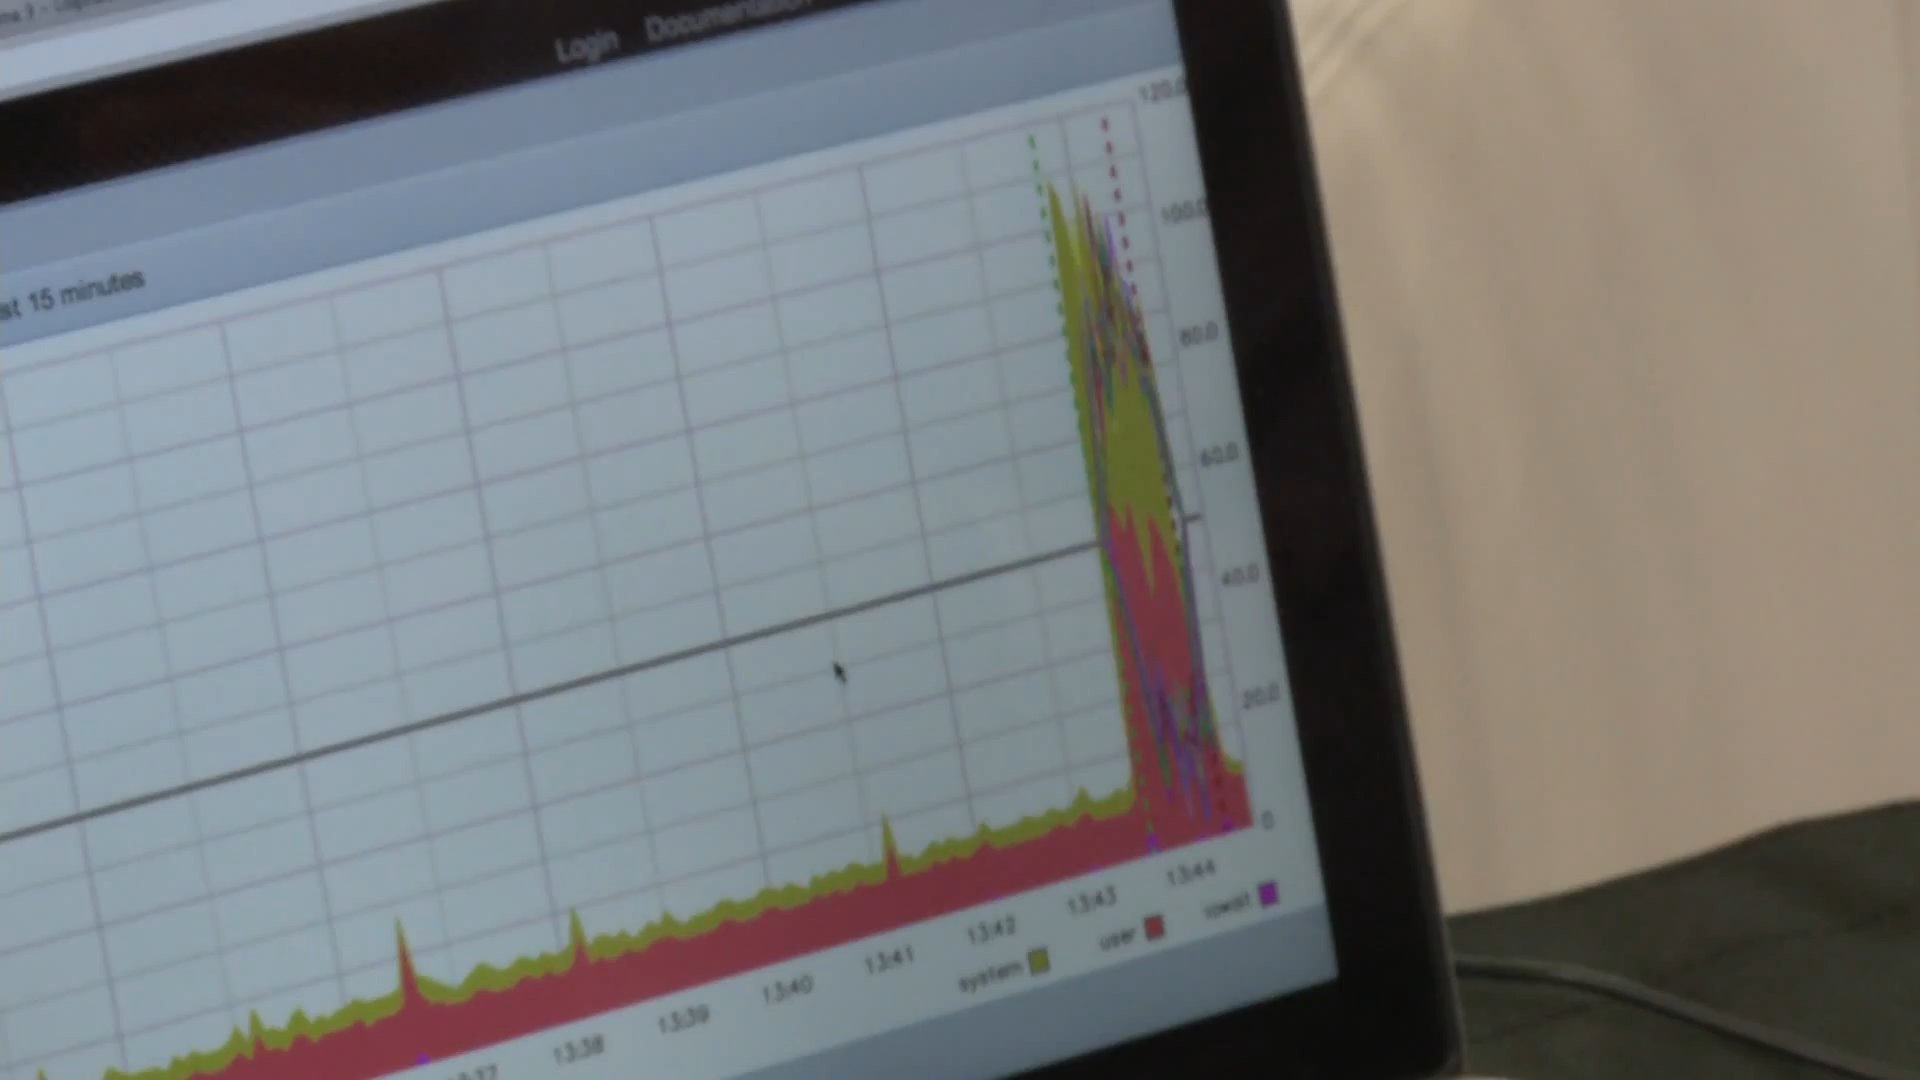 Login Documentation
st 15 minutes
120.0
100.0
80.0
60.0
40.0
20.0
0
13:38 13:39 13:40 13:41 13:42 13:43 13:44
system user iowait